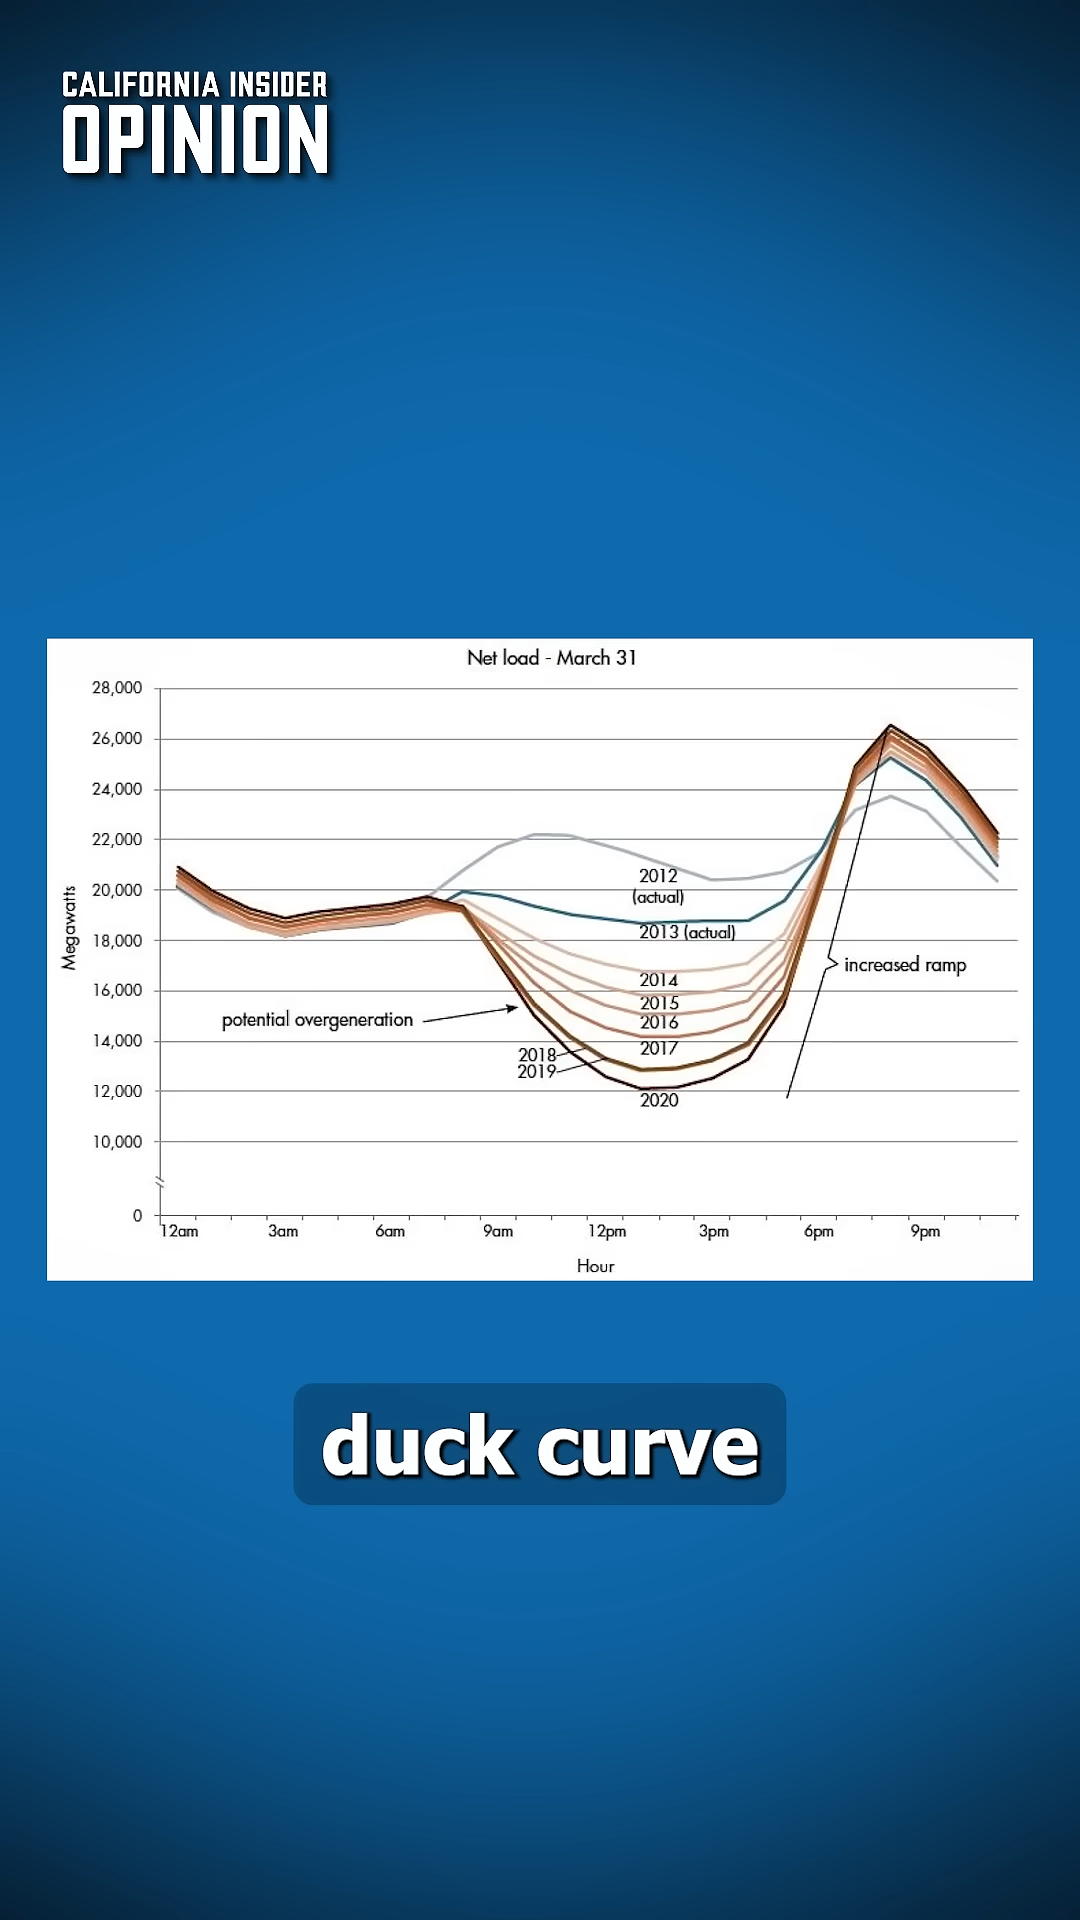 CALIFORNIA INSIDER
OPINION
Net load - March 31
28,000
26,000
24,000
22,000
20,000
18,000
16,000
14,000
12,000
10,000
0
Megawatts
2012
(actual)
2013 (actual)
2014
2015
2016
2017
2018
2019
2020
potential overgeneration
increased ramp
12am 3am 6am 9am 12pm 3pm 6pm 9pm
Hour
duck curve